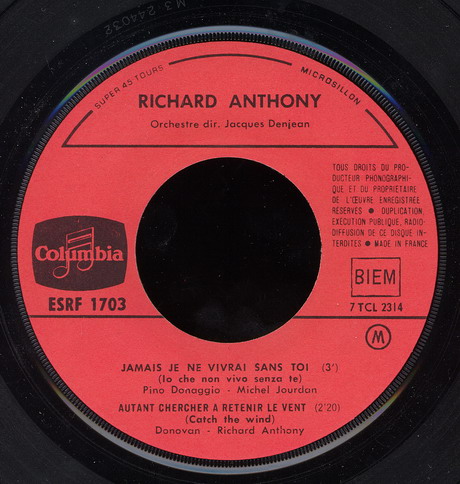 M3 244032
SUPER 45 TOURS
MICROSILLON
RICHARD ANTHONY
Orchestre dir. Jacques Denjean
TOUS DROITS DU PRO-
DUCTEUR PHONOGRAPHI-
QUE, ET DU PROPRIETAIRE
DE L'ŒUVRE ENREGISTREE
RESERVES ● DUPLICATION,
EXECUTION PUBLIQUE, RADIO-
DIFFUSION DE CE DISQUE IN-
TERDITES ● MADE IN FRANCE
Columbia
ESRF 1703
BIEM
7 TCL 2314
M
JAMAIS JE NE VIVRAI SANS TOI (3')
(Io che non vivo senza te)
Pino Donaggio - Michel Jourdan
AUTANT CHERCHER A RETENIR LE VENT (2'20)
(Catch the wind)
Donovan - Richard Anthony